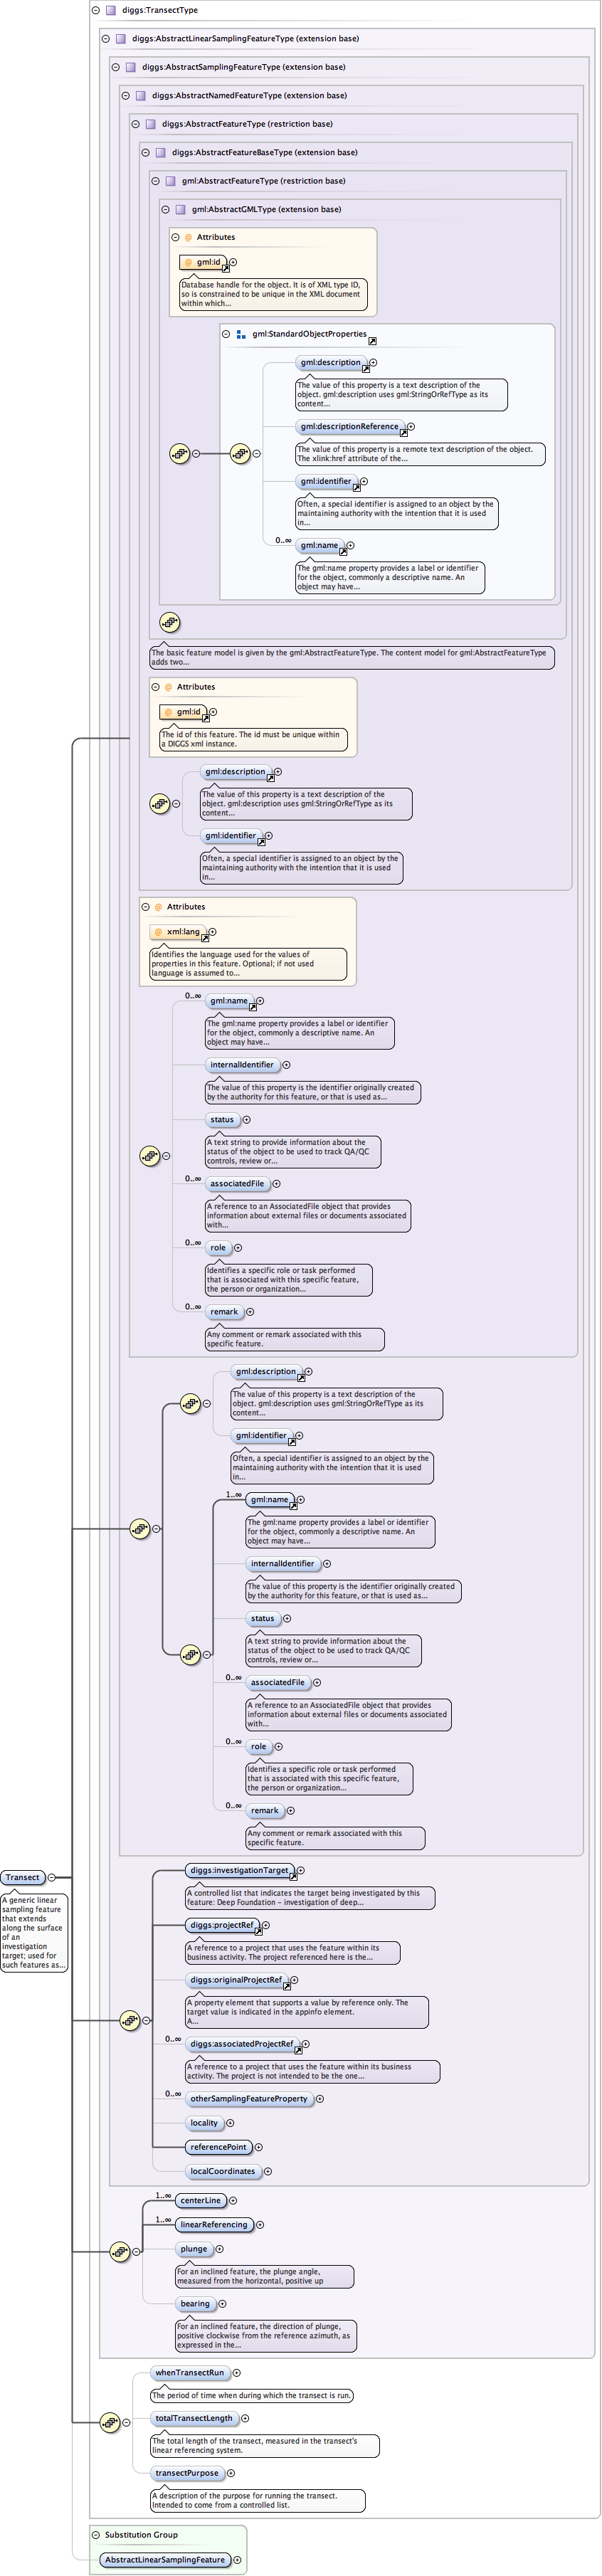 diggs:TransectType
diggs:AbstractLinearSamplingFeatureType (extension base)
diggs:AbstractSamplingFeatureType (extension base)
diggs:AbstractNamedFeatureType (extension base)
diggs:AbstractFeatureType (restriction base)
diggs:AbstractFeatureBaseType (extension base)
gml:AbstractFeatureType (restriction base)
gml:AbstractGMLType (extension base)
@ Attributes
@ gml:id
Database handle for the object. It is of XML type ID,
so is constrained to be unique in the XML document
within which...
gml:StandardObjectProperties
gml:description
The value of this property is a text description of the
object. gml:description uses gml:StringOrRefType as its
content...
gml:descriptionReference
The value of this property is a remote text description of the object.
The xlink:href attribute of the...
gml:identifier
Often, a special identifier is assigned to an object by the
maintaining authority with the intention that it is used
in...
0..∞
gml:name
The gml:name property provides a label or identifier
for the object, commonly a descriptive name. An
object may have...
The basic feature model is given by the gml:AbstractFeatureType. The content model for gml:AbstractFeatureType
adds two...
@ Attributes
@ gml:id
The id of this feature. The id must be unique within
a DIGGS xml instance.
gml:description
The value of this property is a text description of the
object. gml:description uses gml:StringOrRefType as its
content...
gml:identifier
Often, a special identifier is assigned to an object by the
maintaining authority with the intention that it is used
in...
@ Attributes
@ xml:lang
Identifies the language used for the values of
properties in this feature. Optional; if not used
language is assumed to...
0..∞
gml:name
The gml:name property provides a label or identifier
for the object, commonly a descriptive name. An
object may have...
internalIdentifier
The value of this property is the identifier originally created
by the authority for this feature, or that is used as...
status
A text string to provide information about the
status of the object to be used to track QA/QC
controls, review or...
0..∞
associatedFile
A reference to an AssociatedFile object that provides
information about external files or documents associated
with...
0..∞
role
Identifies a specific role or task performed
that is associated with this specific feature,
the person or organization...
0..∞
remark
Any comment or remark associated with this
specific feature.
gml:description
The value of this property is a text description of the
object. gml:description uses gml:StringOrRefType as its
content...
gml:identifier
Often, a special identifier is assigned to an object by the
maintaining authority with the intention that it is used
in...
1..∞
gml:name
The gml:name property provides a label or identifier
for the object, commonly a descriptive name. An
object may have...
internalIdentifier
The value of this property is the identifier originally created
by the authority for this feature, or that is used as...
status
A text string to provide information about the
status of the object to be used to track QA/QC
controls, review or...
0..∞
associatedFile
A reference to an AssociatedFile object that provides
information about external files or documents associated
with...
0..∞
role
Identifies a specific role or task performed
that is associated with this specific feature,
the person or organization...
0..∞
remark
Any comment or remark associated with this
specific feature.
Transect
A generic linear
sampling feature
that extends
along the surface
of an
investigation
target; used for
such features as...
diggs:investigationTarget
A controlled list that indicates the target being investigated by this
feature: Deep Foundation - investigation of deep...
diggs:projectRef
A reference to a project that uses the feature within its
business activity. The project referenced here is the...
diggs:originalProjectRef
A property element that supports a value by reference only. The
target value is indicated in the appinfo element.
A...
0..∞
diggs:associatedProjectRef
A reference to a project that uses the feature within its business
activity. The project is not intended to be the one...
0..∞
otherSamplingFeatureProperty
locality
referencePoint
localCoordinates
1..∞
centerLine
1..∞
linearReferencing
plunge
For an inclined feature, the plunge angle,
measured from the horizontal, positive up
bearing
For an inclined feature, the direction of plunge,
positive clockwise from the reference azimuth, as
expressed in the...
whenTransectRun
The period of time when during which the transect is run.
totalTransectLength
The total length of the transect, measured in the transect's
linear referencing system.
transectPurpose
A description of the purpose for running the transect.
Intended to come from a controlled list.
Substitution Group
AbstractLinearSamplingFeature